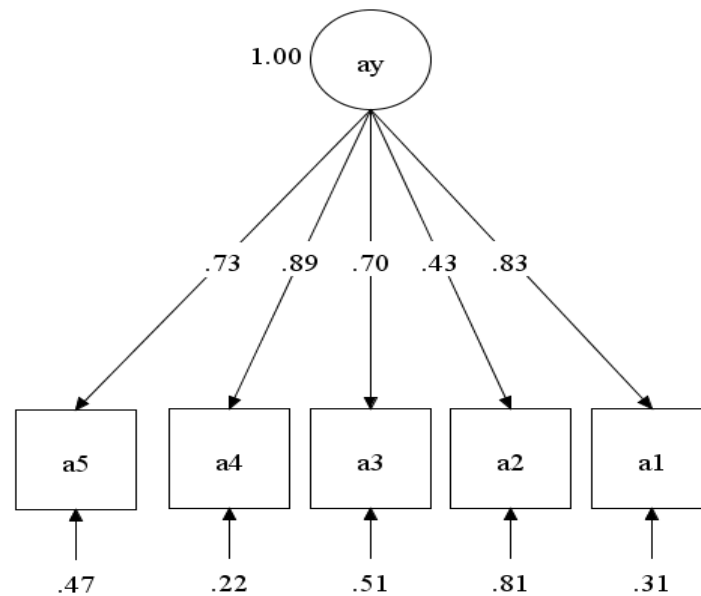 1.00 ay
.73 .89 .70 .43 .83
a5 a4 a3 a2 a1
.47 .22 .51 .81 .31